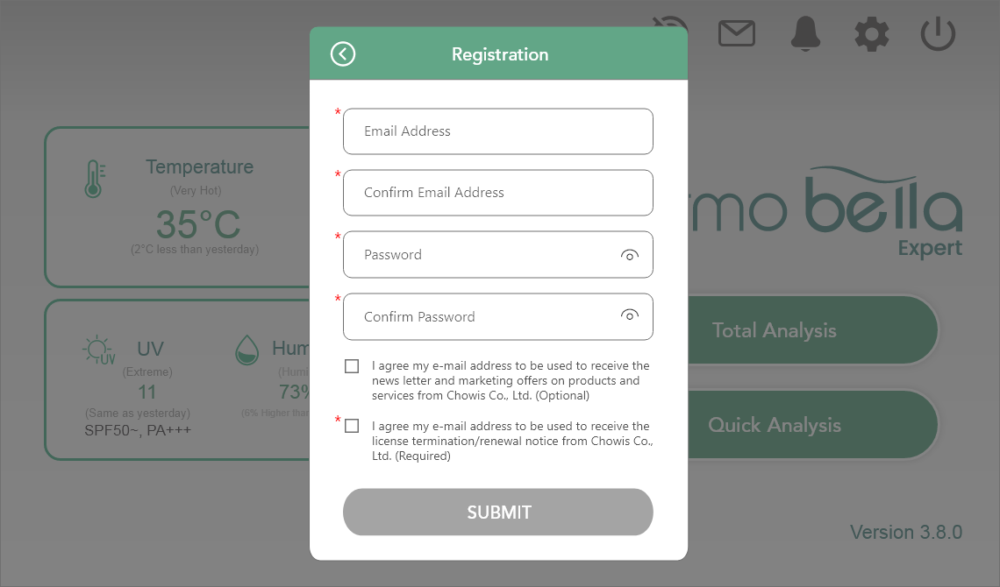 Registration
* Email Address
* Confirm Email Address
* Password
* Confirm Password
I agree my e-mail address to be used to receive the
news letter and marketing offers on products and
services from Chowis Co., Ltd. (Optional)
* I agree my e-mail address to be used to receive the
license termination/renewal notice from Chowis Co.,
Ltd. (Required)
SUBMIT
Temperature
(Very Hot)
35°C
(2°C less than yesterday)
UV
UV
(Extreme)
11
(Same as yesterday)
SPF50~, PA+++
Hum
(Humi
73%
(6% Higher than
mo bella
Expert
Total Analysis
Quick Analysis
Version 3.8.0